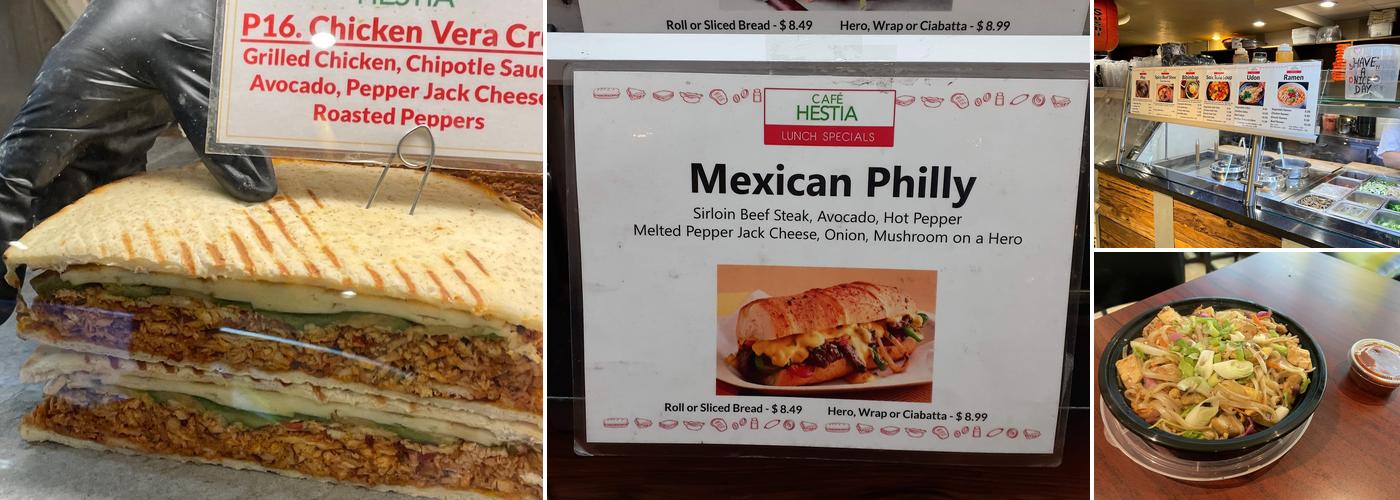 HESTIA
P16. Chicken Vera
Grilled Chicken, Chipotle
Avocado, Pepper Jack Cheese
Roasted Peppers
Roll or Sliced Bread - $ 8.49 Hero, Wrap or Ciabatta - $ 8.99
CAFÉ
HESTIA
LUNCH SPECIALS
Mexican Philly
Sirloin Beef Steak, Avocado, Hot Pepper
Melted Pepper Jack Cheese, Onion, Mushroom on a Hero
Roll or Sliced Bread - $ 8.49 Hero, Wrap or Ciabatta - $ 8.99
Bibimbap
Udon
Ramen
HAVE
A
NICE
DAY